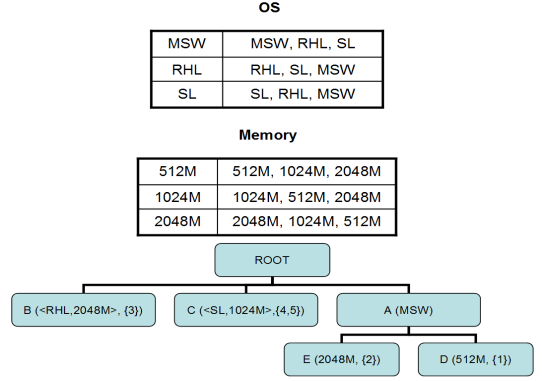 OS
MSW MSW, RHL, SL
RHL RHL, SL, MSW
SL SL, RHL, MSW
Memory
512M 512M, 1024M, 2048M
1024M 1024M, 512M, 2048M
2048M 2048M, 1024M, 512M
ROOT
B (<RHL,2048M>, {3}) C (<SL,1024M>,{4,5}) A (MSW)
E (2048M, {2}) D (512M, {1})